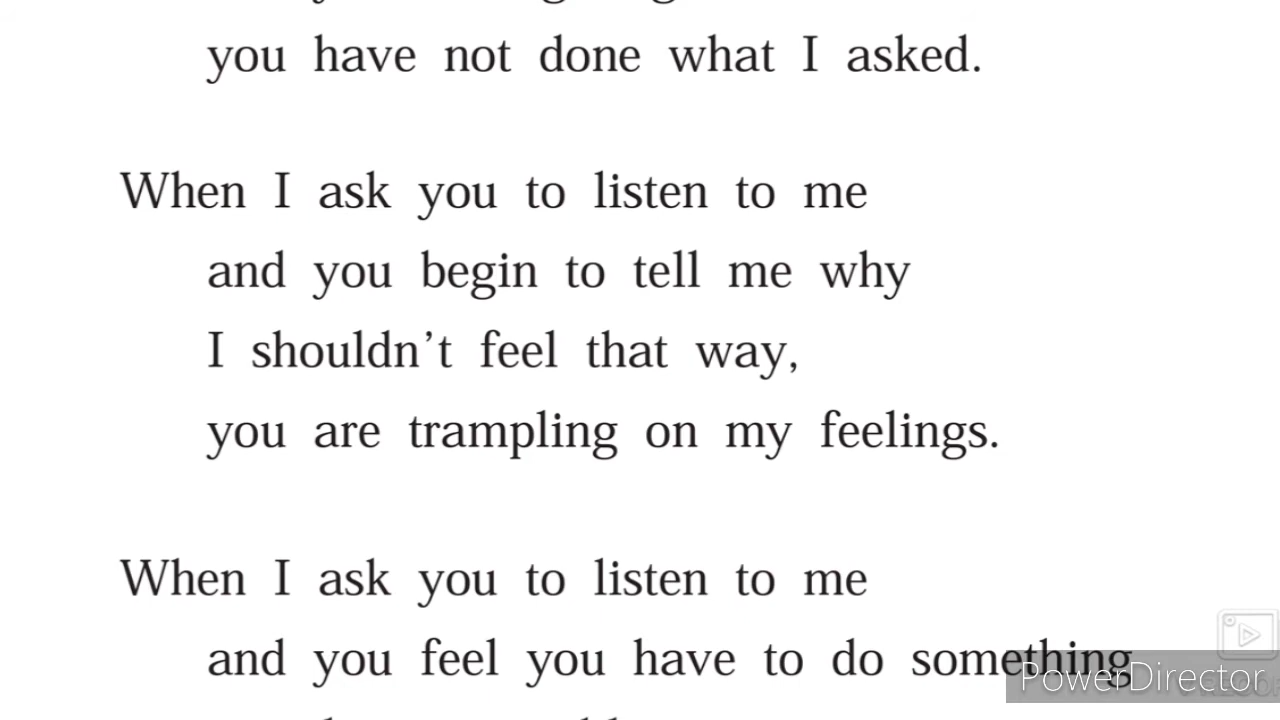 you have not done what I asked.
When I ask you to listen to me
and you begin to tell me why
I shouldn't feel that way,
you are trampling on my feelings.
When I ask you to listen to me
and you feel you have to do something
PowerDirector